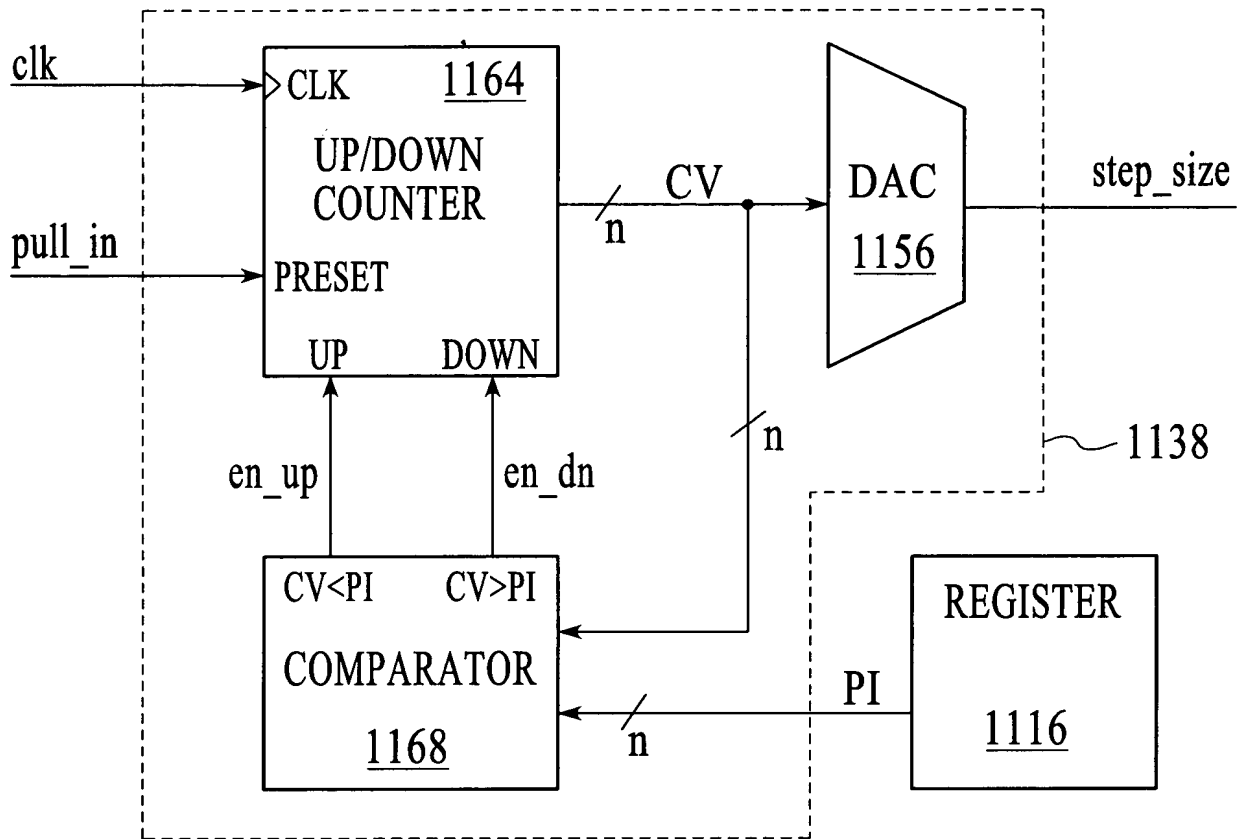 clk
CLK
1164
UP/DOWN
COUNTER
pull_in
PRESET
UP
DOWN
CV
n
DAC
1156
step_size
n
1138
en_up
en_dn
CV<PI
CV>PI
COMPARATOR
1168
n
PI
REGISTER
1116